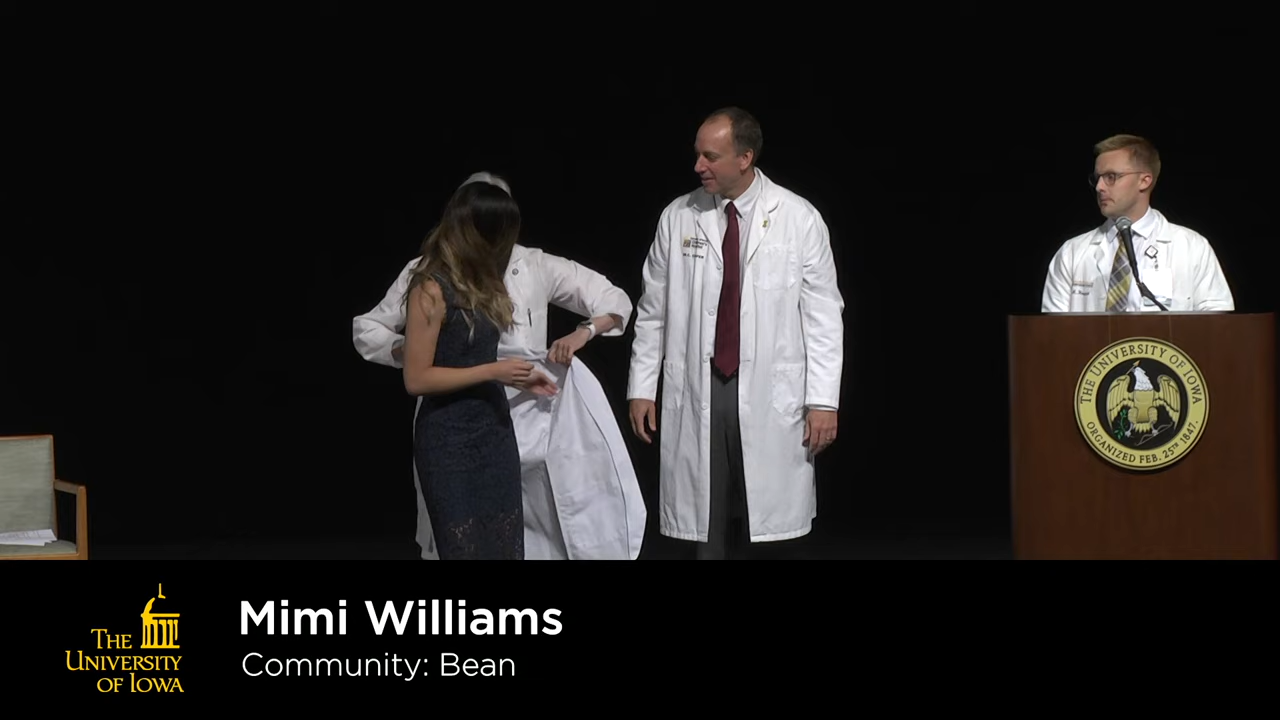 THE UNIVERSITY OF IOWA
ORGANIZED FEB. 25TH 1847.
THE
UNIVERSITY
OF IOWA
Mimi Williams
Community: Bean